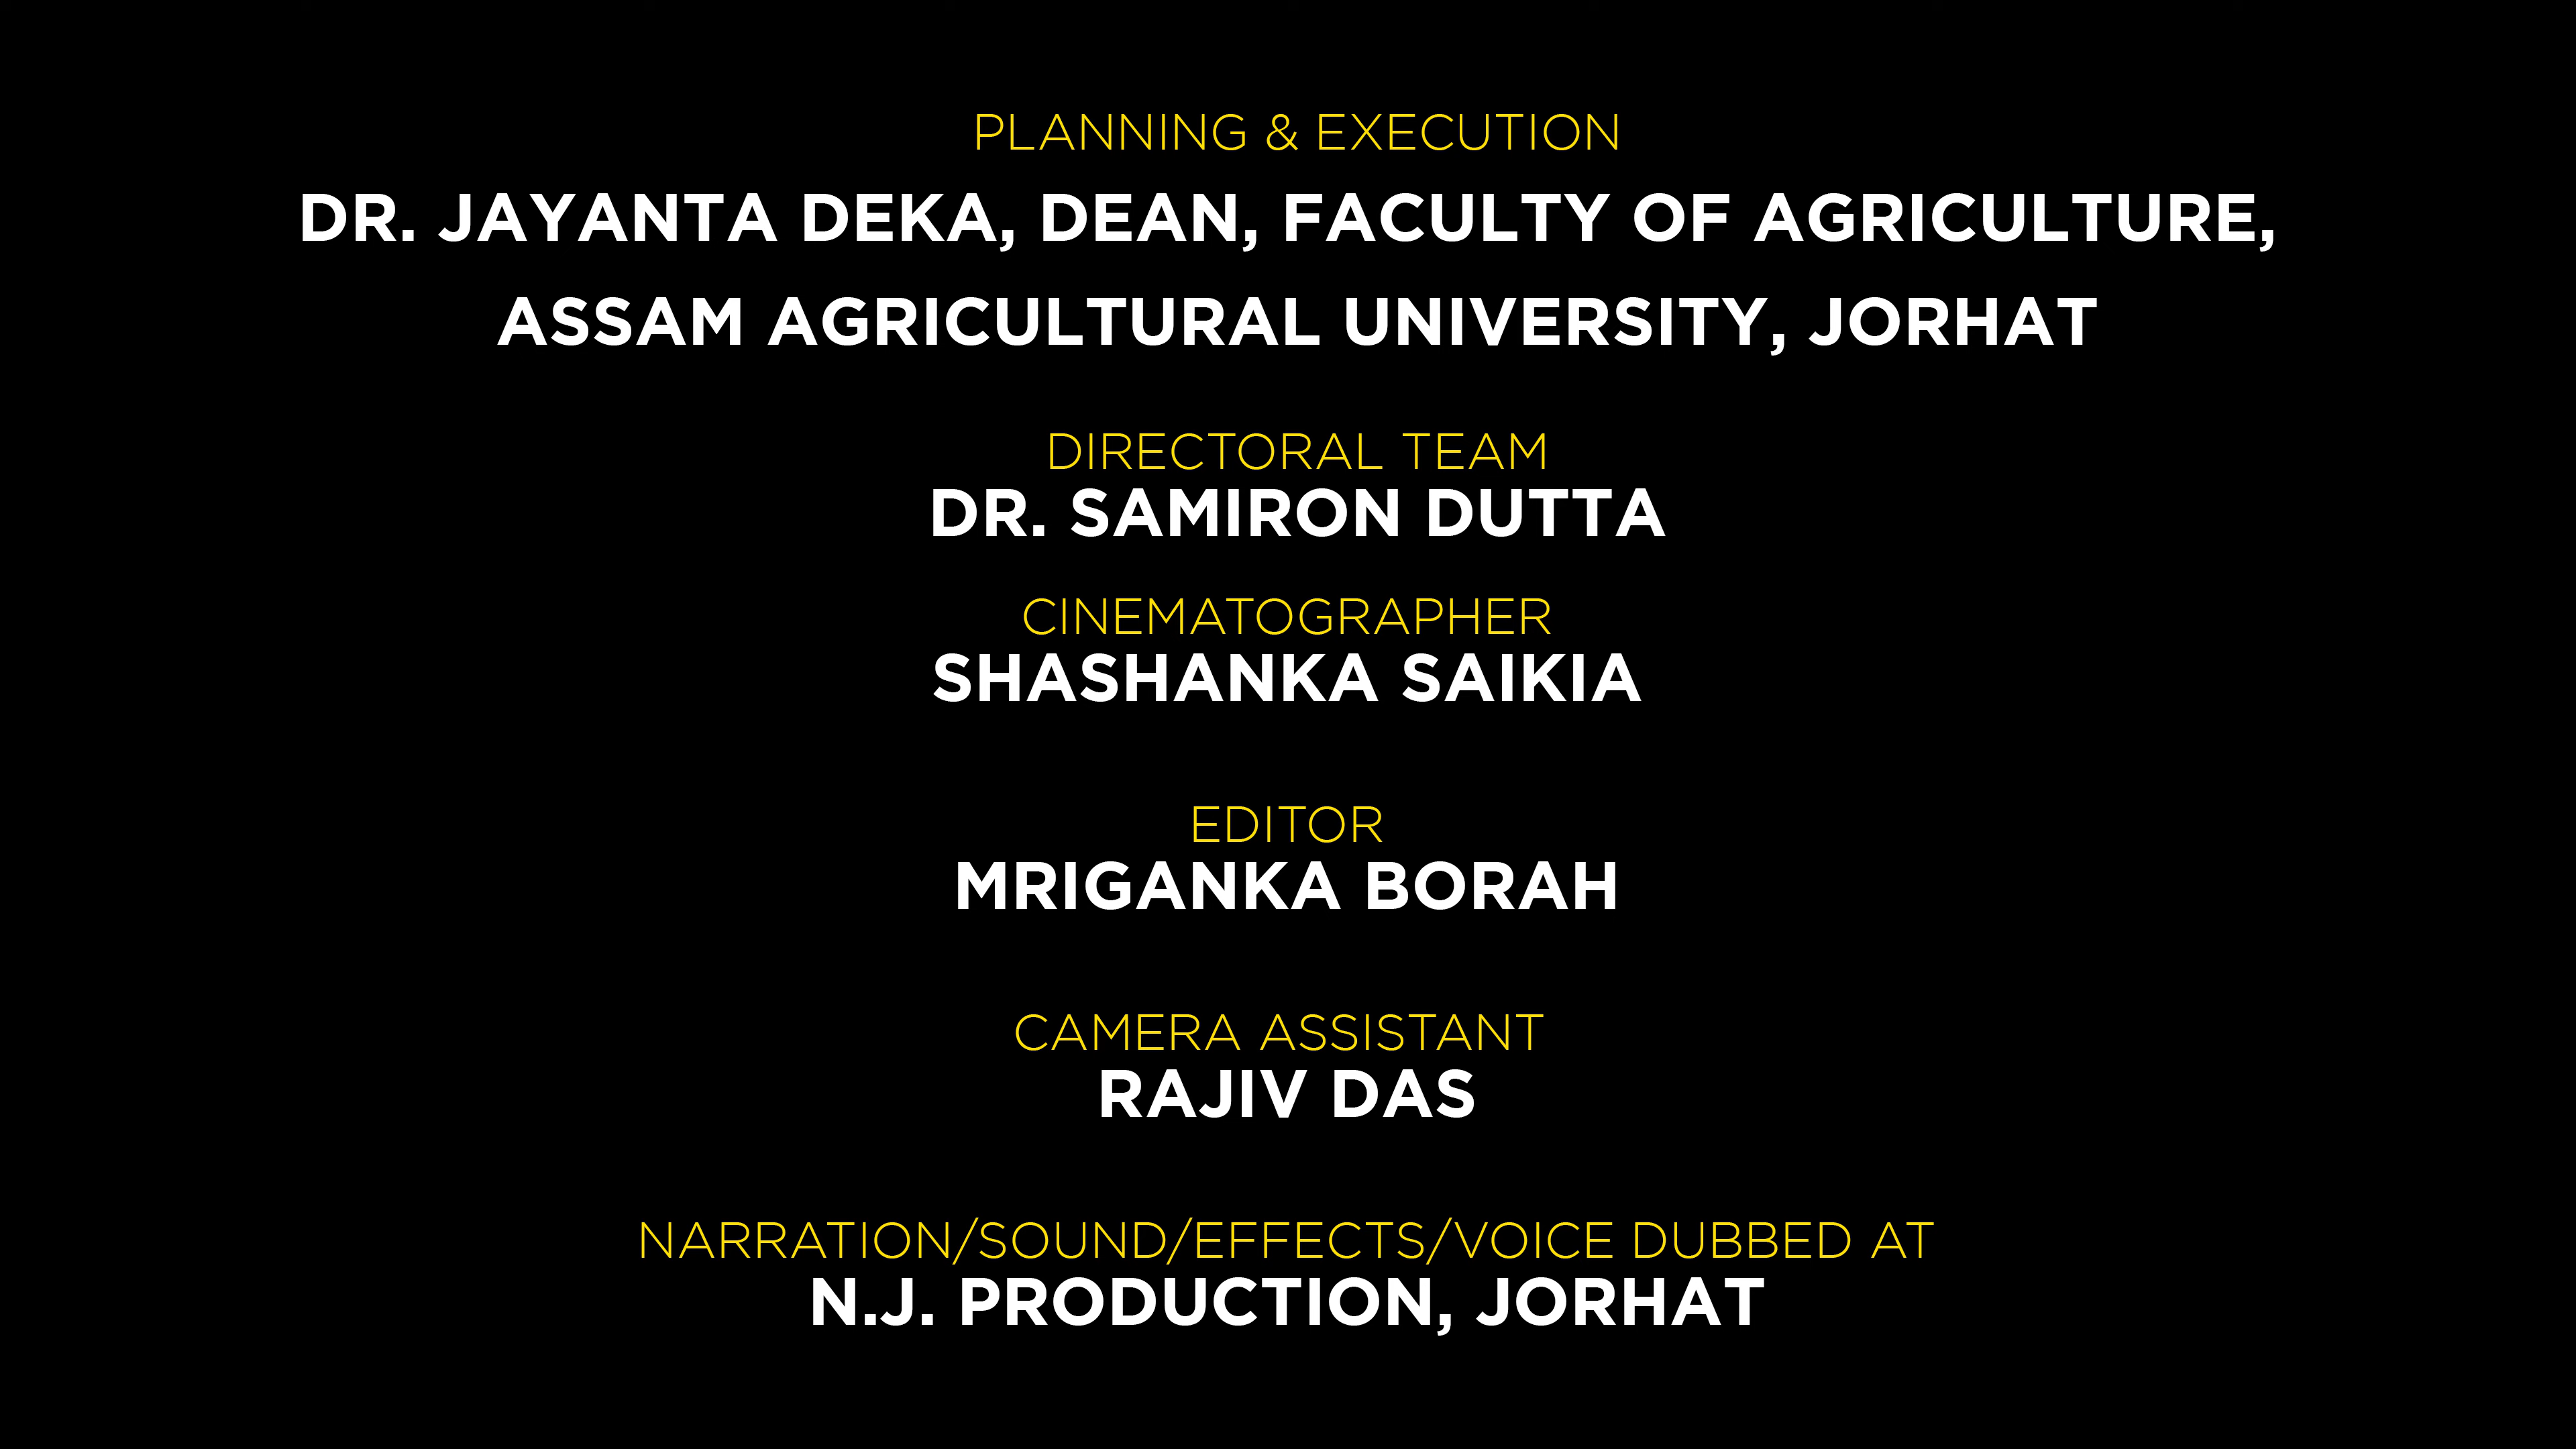 PLANNING & EXECUTION
DR. JAYANTA DEKA, DEAN, FACULTY OF AGRICULTURE,
ASSAM AGRICULTURAL UNIVERSITY, JORHAT
DIRECTORAL TEAM
DR. SAMIRON DUTTA
CINEMATOGRAPHER
SHASHANKA SAIKIA
EDITOR
MRIGANKA BORAH
CAMERA ASSISTANT
RAJIV DAS
NARRATION/SOUND/EFFECTS/VOICE DUBBED AT
N.J. PRODUCTION, JORHAT